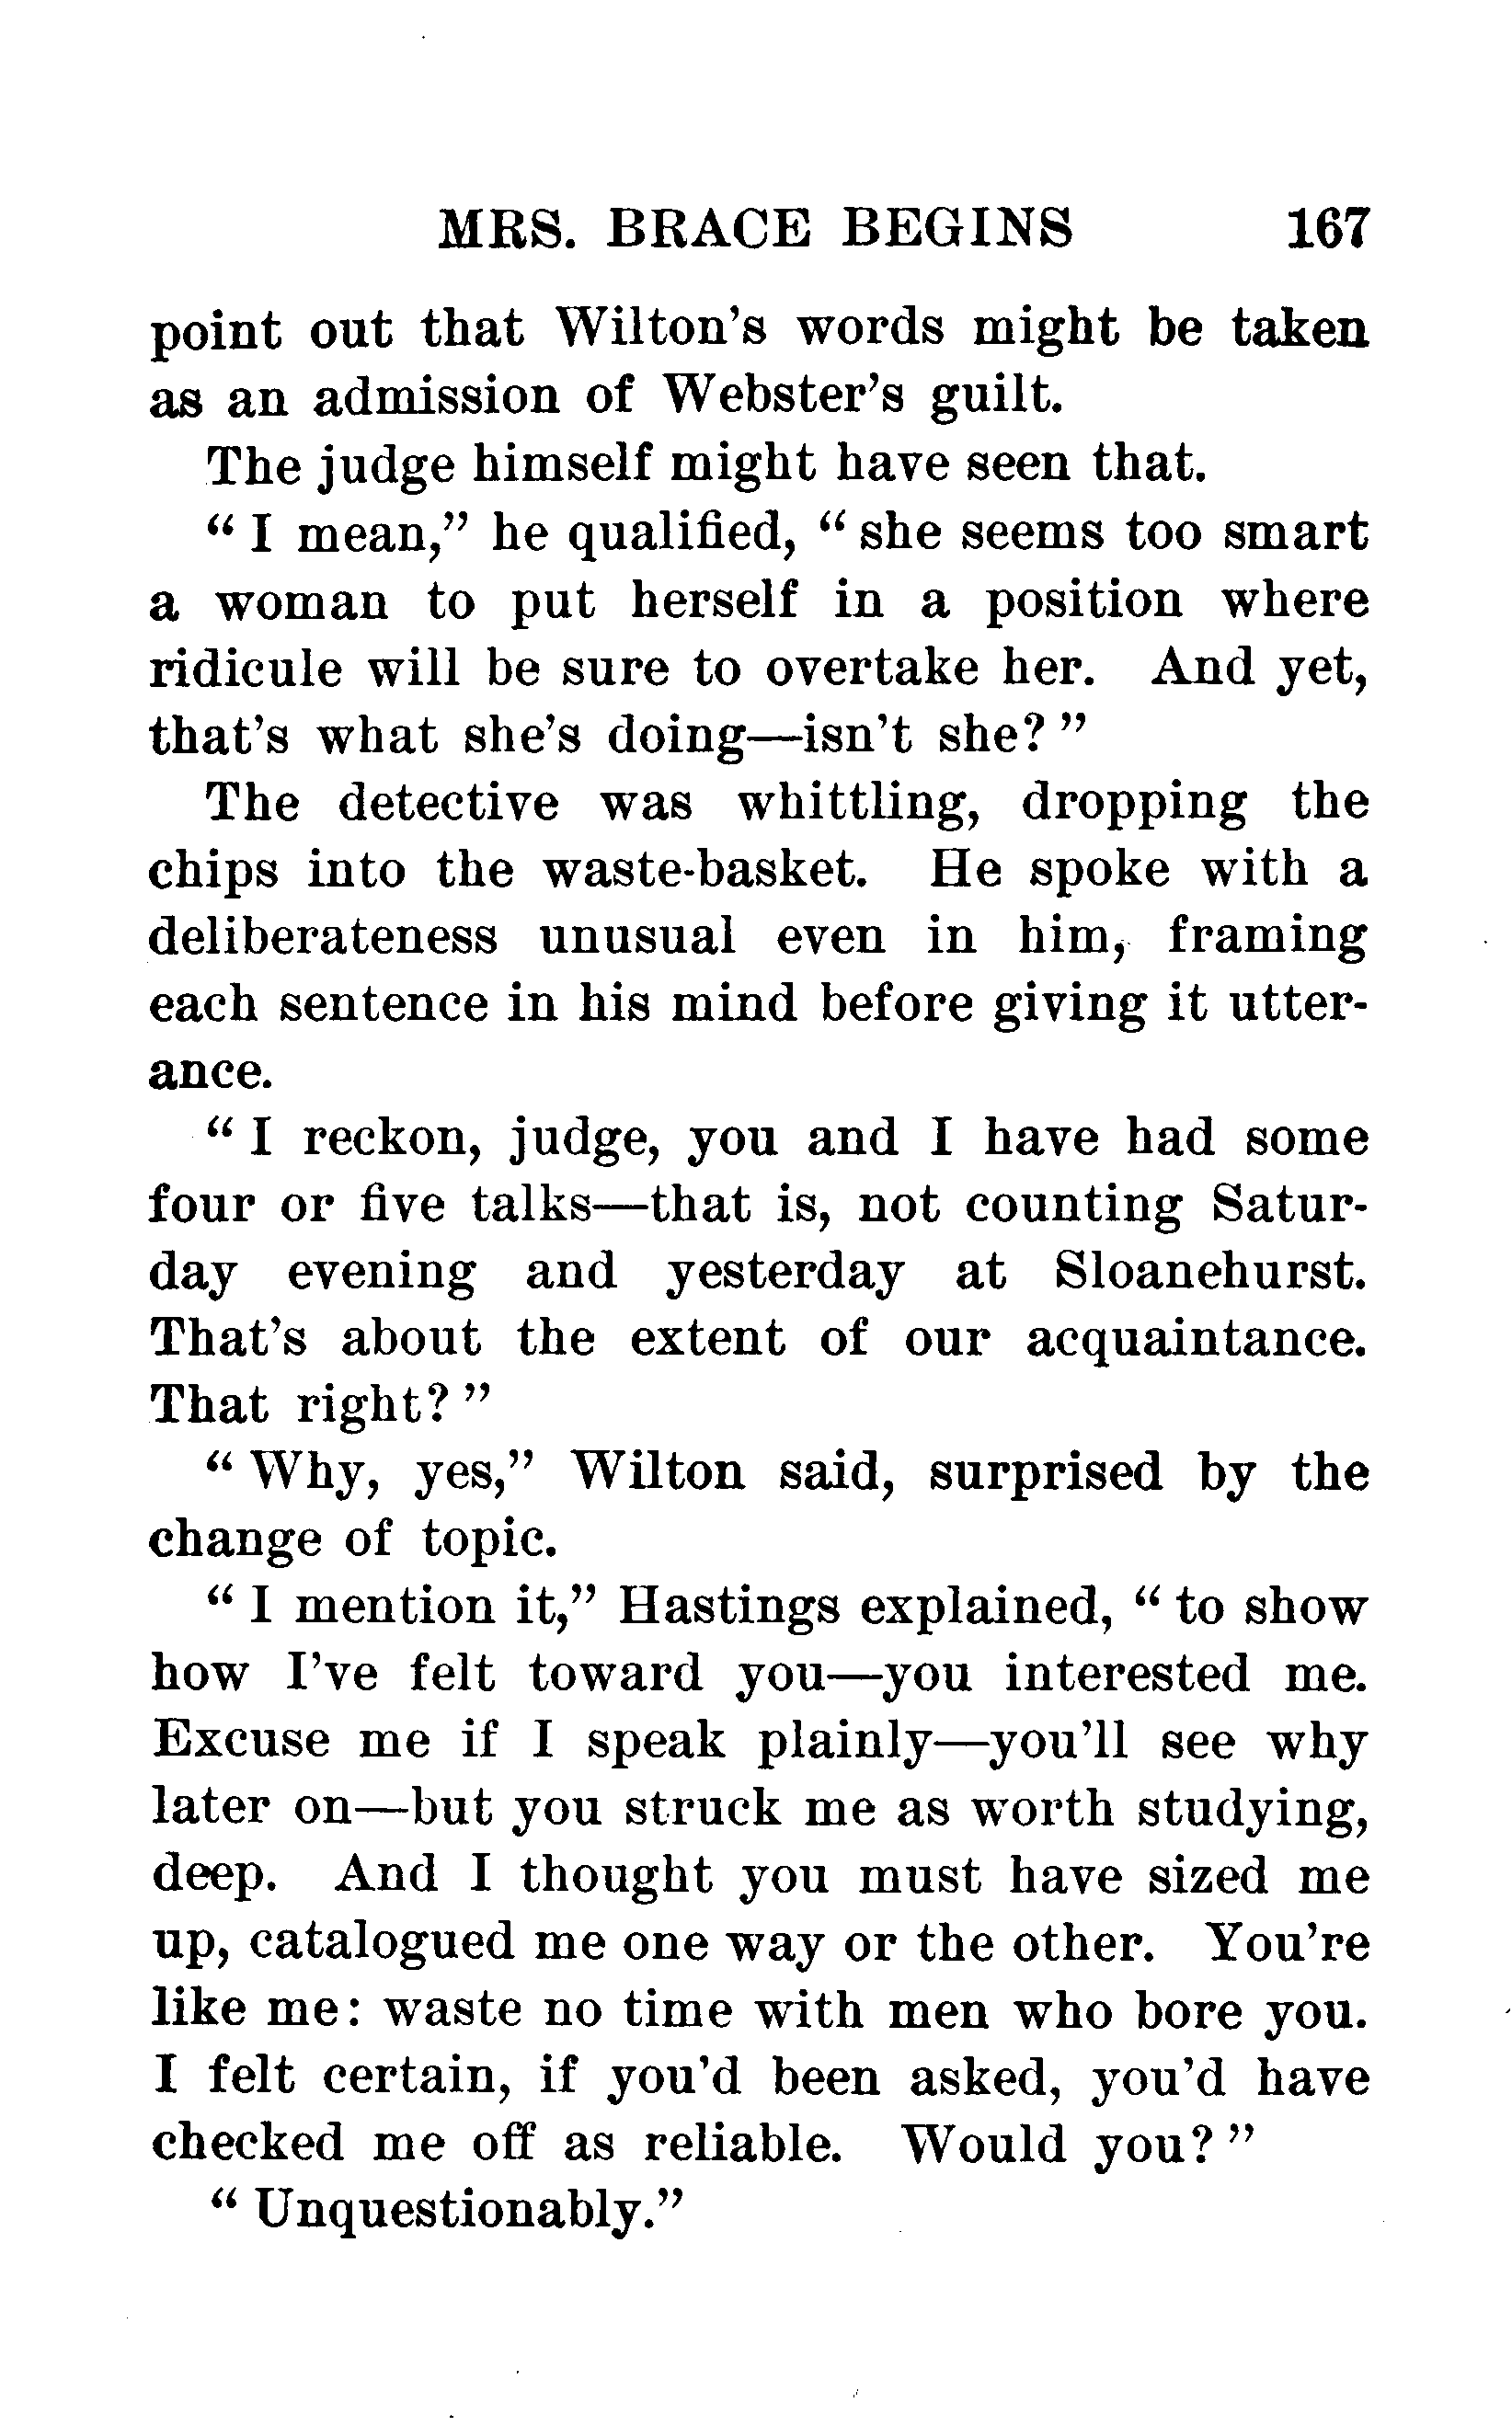 MRS. BRACE BEGINS 167
point out that Wilton's words might be taken
as an admission of Webster's guilt.
The judge himself might have seen that.
" I mean," he qualified, " she seems too smart
a woman to put herself in a position where
ridicule will be sure to overtake her. And yet,
that's what she's doing—isn't she? "
The detective was whittling, dropping the
chips into the waste-basket. He spoke with a
deliberateness unusual even in him, framing
each sentence in his mind before giving it utter-
ance.
" I reckon, judge, you and I have had some
four or five talks—that is, not counting Satur-
day evening and yesterday at Sloanehurst.
That's about the extent of our acquaintance.
That right? "
" Why, yes," Wilton said, surprised by the
change of topic.
" I mention it," Hastings explained, " to show
how I've felt toward you—you interested me.
Excuse me if I speak plainly—you'll see why
later on—but you struck me as worth studying,
deep. And I thought you must have sized me
up, catalogued me one way or the other. You're
like me: waste no time with men who bore you.
I felt certain, if you'd been asked, you'd have
checked me off as reliable. Would you? "
" Unquestionably."